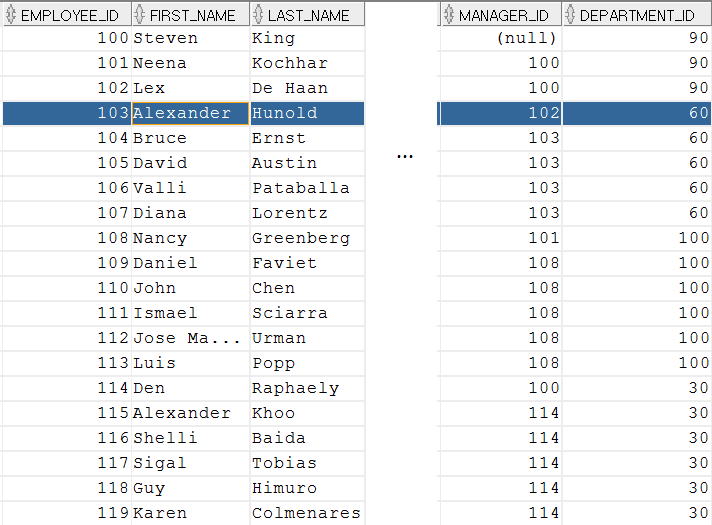 EMPLOYEE_ID FIRST_NAME LAST_NAME MANAGER_ID DEPARTMENT_ID
100 Steven King (null) 90
101 Neena Kochhar 100 90
102 Lex De Haan 100 90
103 Alexander Hunold 102 60
104 Bruce Ernst 103 60
105 David Austin 103 60
106 Valli Pataballa 103 60
107 Diana Lorentz 103 60
108 Nancy Greenberg 101 100
109 Daniel Faviet 108 100
110 John Chen 108 100
111 Ismael Sciarra 108 100
112 Jose Ma... Urman 108 100
113 Luis Popp 108 100
114 Den Raphaely 100 30
115 Alexander Khoo 114 30
116 Shelli Baida 114 30
117 Sigal Tobias 114 30
118 Guy Himuro 114 30
119 Karen Colmenares 114 30
...